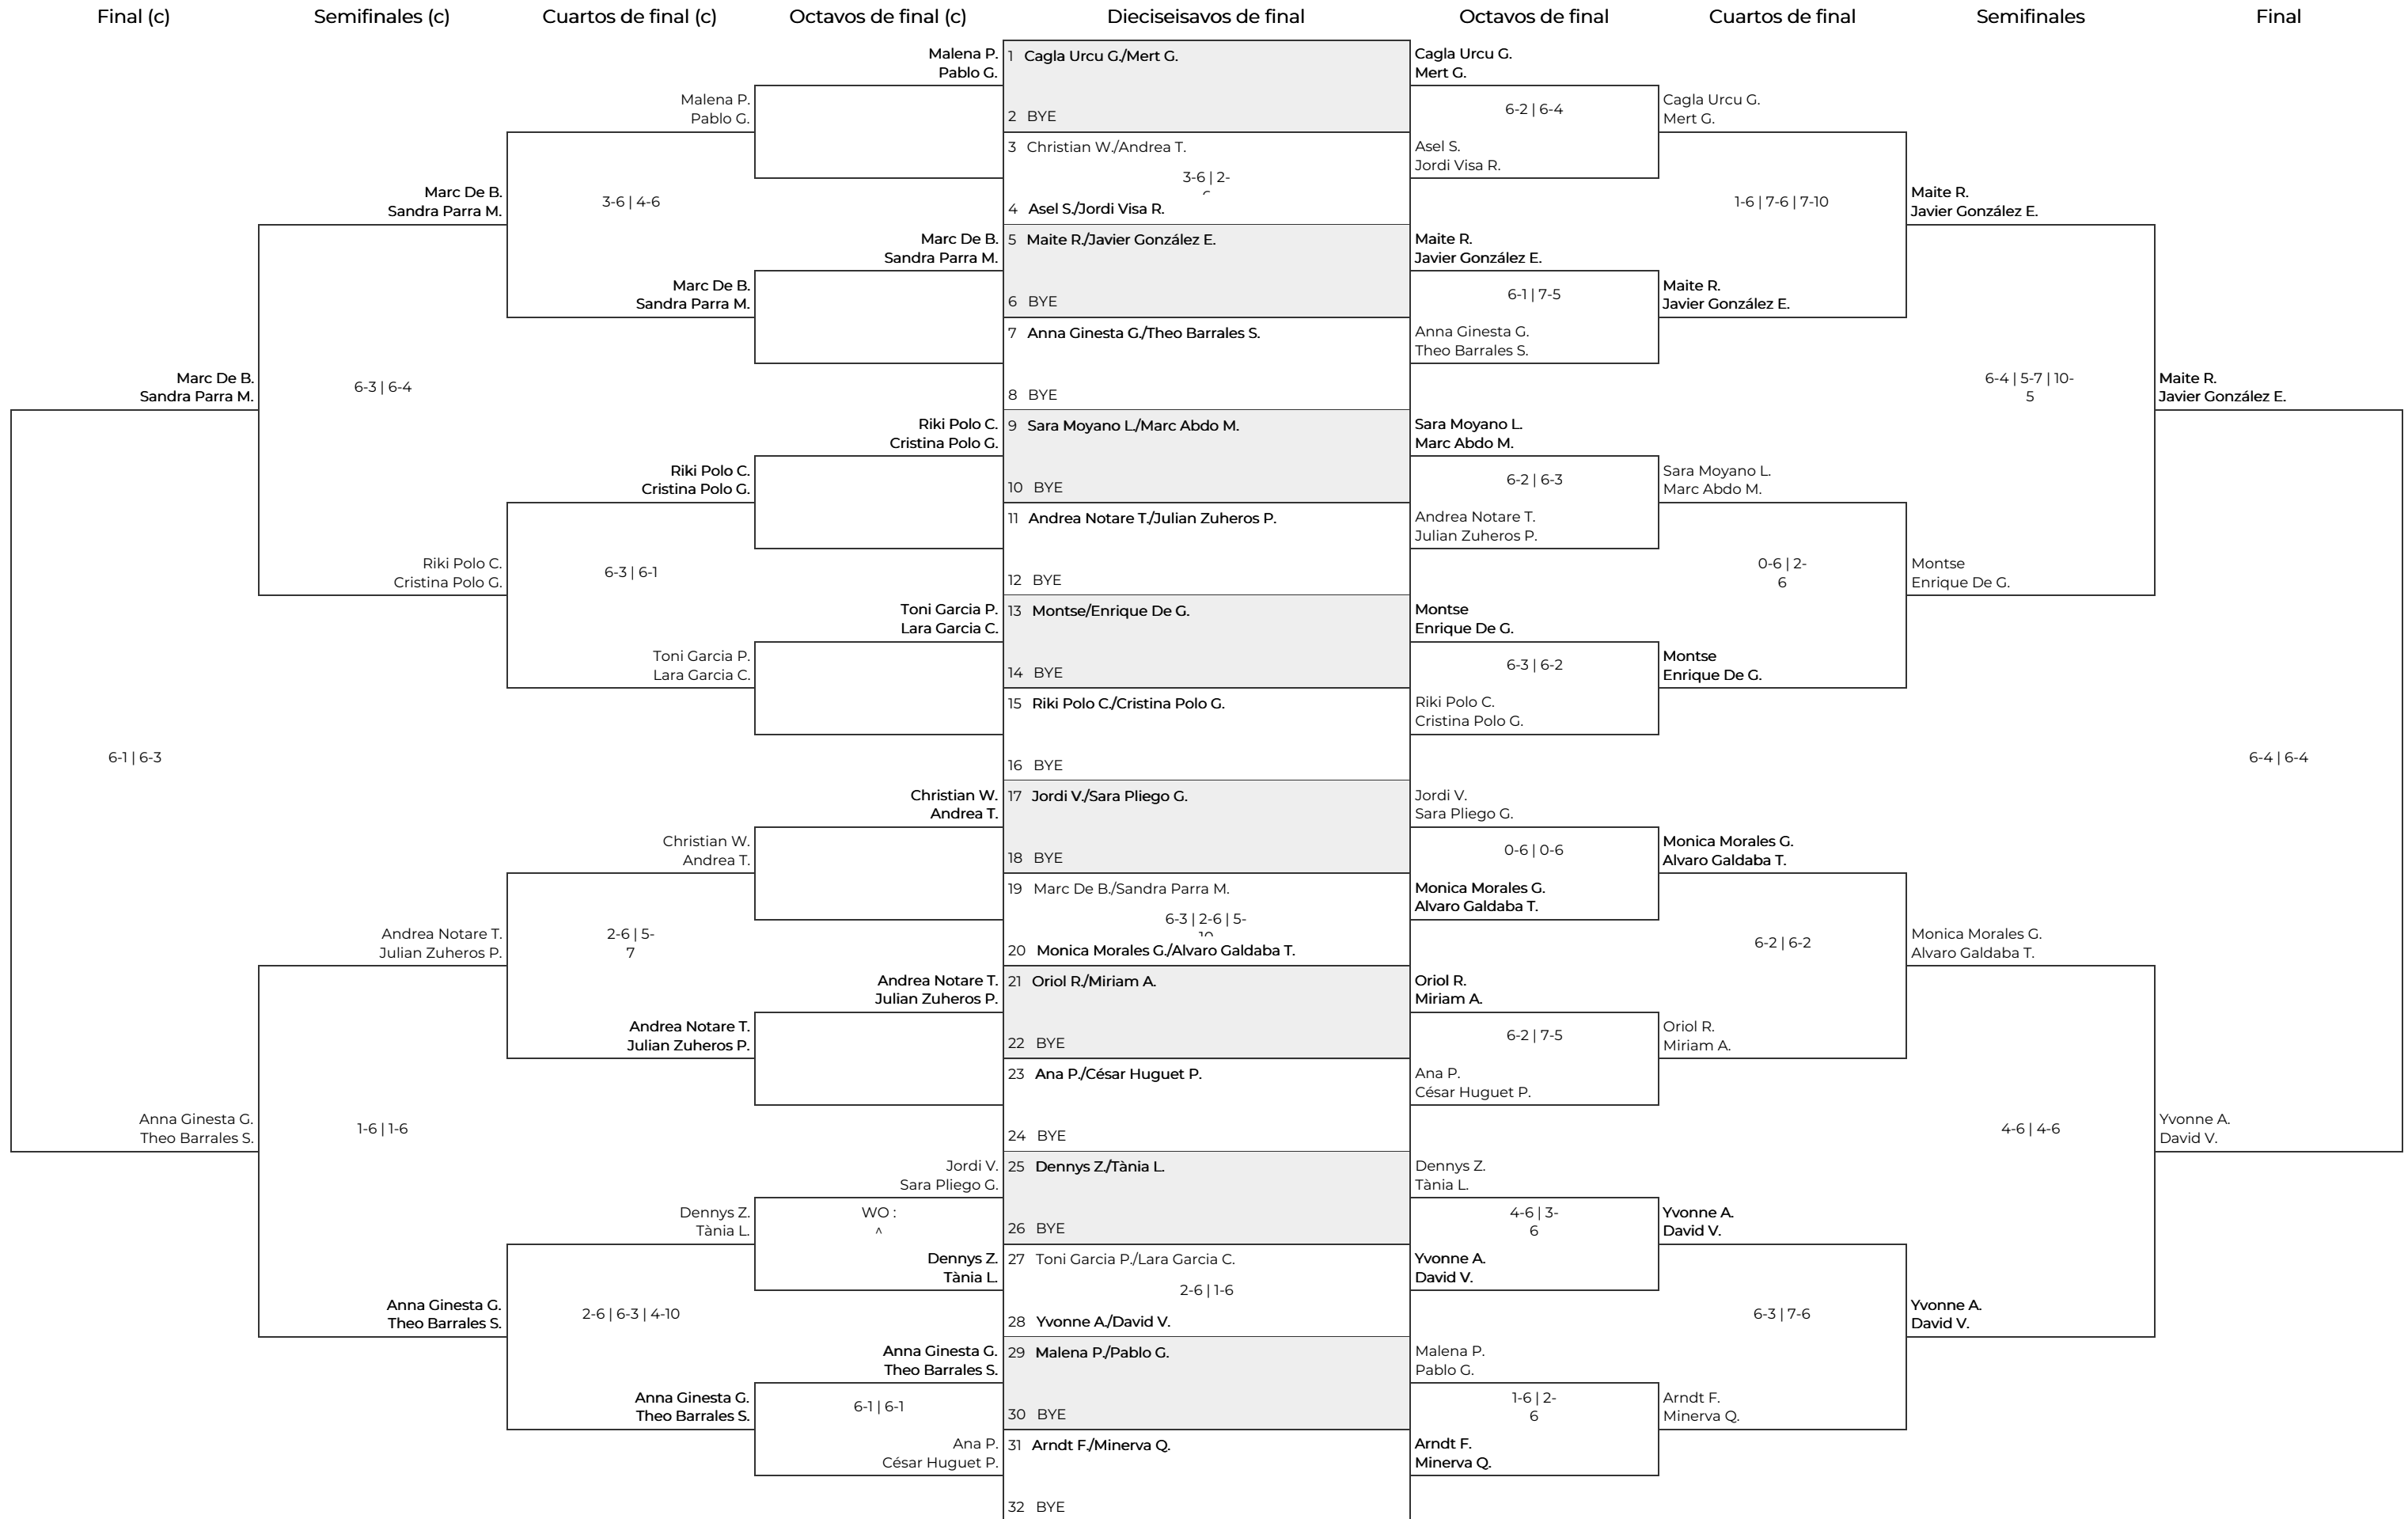 Final (c)
Semifinales (c)
Cuartos de final (c)
Octavos de final (c)
Dieciseisavos de final
Octavos de final
Cuartos de final
Semifinales
Final
Marc De B.
Sandra Parra M.
6-1 | 6-3
Anna Ginesta G.
Theo Barrales S.
Marc De B.
Sandra Parra M.
6-3 | 6-4
Riki Polo C.
Cristina Polo G.
Andrea Notare T.
Julian Zuheros P.
1-6 | 1-6
Anna Ginesta G.
Theo Barrales S.
Malena P.
Pablo G.
3-6 | 4-6
Marc De B.
Sandra Parra M.
Riki Polo C.
Cristina Polo G.
6-3 | 6-1
Toni Garcia P.
Lara Garcia C.
Christian W.
Andrea T.
2-6 | 5-
7
Andrea Notare T.
Julian Zuheros P.
Dennys Z.
Tània L.
2-6 | 6-3 | 4-10
Anna Ginesta G.
Theo Barrales S.
Malena P.
Pablo G.
Marc De B.
Sandra Parra M.
Riki Polo C.
Cristina Polo G.
Toni Garcia P.
Lara Garcia C.
Christian W.
Andrea T.
Andrea Notare T.
Julian Zuheros P.
Jordi V.
Sara Pliego G.
WO :
^
Dennys Z.
Tània L.
Anna Ginesta G.
Theo Barrales S.
6-1 | 6-1
Ana P.
César Huguet P.
1 Cagla Urcu G./Mert G.
2 BYE
3 Christian W./Andrea T.
3-6 | 2-
4 Asel S./Jordi Visa R.
5 Maite R./Javier González E.
6 BYE
7 Anna Ginesta G./Theo Barrales S.
8 BYE
9 Sara Moyano L./Marc Abdo M.
10 BYE
11 Andrea Notare T./Julian Zuheros P.
12 BYE
13 Montse/Enrique De G.
14 BYE
15 Riki Polo C./Cristina Polo G.
16 BYE
17 Jordi V./Sara Pliego G.
18 BYE
19 Marc De B./Sandra Parra M.
6-3 | 2-6 | 5-
10
20 Monica Morales G./Alvaro Galdaba T.
21 Oriol R./Miriam A.
22 BYE
23 Ana P./César Huguet P.
24 BYE
25 Dennys Z./Tània L.
26 BYE
27 Toni Garcia P./Lara Garcia C.
2-6 | 1-6
28 Yvonne A./David V.
29 Malena P./Pablo G.
30 BYE
31 Arndt F./Minerva Q.
32 BYE
Cagla Urcu G.
Mert G.
6-2 | 6-4
Asel S.
Jordi Visa R.
Maite R.
Javier González E.
6-1 | 7-5
Anna Ginesta G.
Theo Barrales S.
Sara Moyano L.
Marc Abdo M.
6-2 | 6-3
Andrea Notare T.
Julian Zuheros P.
Montse
Enrique De G.
6-3 | 6-2
Riki Polo C.
Cristina Polo G.
Jordi V.
Sara Pliego G.
0-6 | 0-6
Monica Morales G.
Alvaro Galdaba T.
Oriol R.
Miriam A.
6-2 | 7-5
Ana P.
César Huguet P.
Dennys Z.
Tània L.
4-6 | 3-
6
Yvonne A.
David V.
Malena P.
Pablo G.
1-6 | 2-
6
Arndt F.
Minerva Q.
Cagla Urcu G.
Mert G.
1-6 | 7-6 | 7-10
Maite R.
Javier González E.
Sara Moyano L.
Marc Abdo M.
0-6 | 2-
6
Montse
Enrique De G.
Monica Morales G.
Alvaro Galdaba T.
6-2 | 6-2
Oriol R.
Miriam A.
Yvonne A.
David V.
6-3 | 7-6
Arndt F.
Minerva Q.
Maite R.
Javier González E.
6-4 | 5-7 | 10-
5
Montse
Enrique De G.
Monica Morales G.
Alvaro Galdaba T.
4-6 | 4-6
Yvonne A.
David V.
Maite R.
Javier González E.
6-4 | 6-4
Yvonne A.
David V.